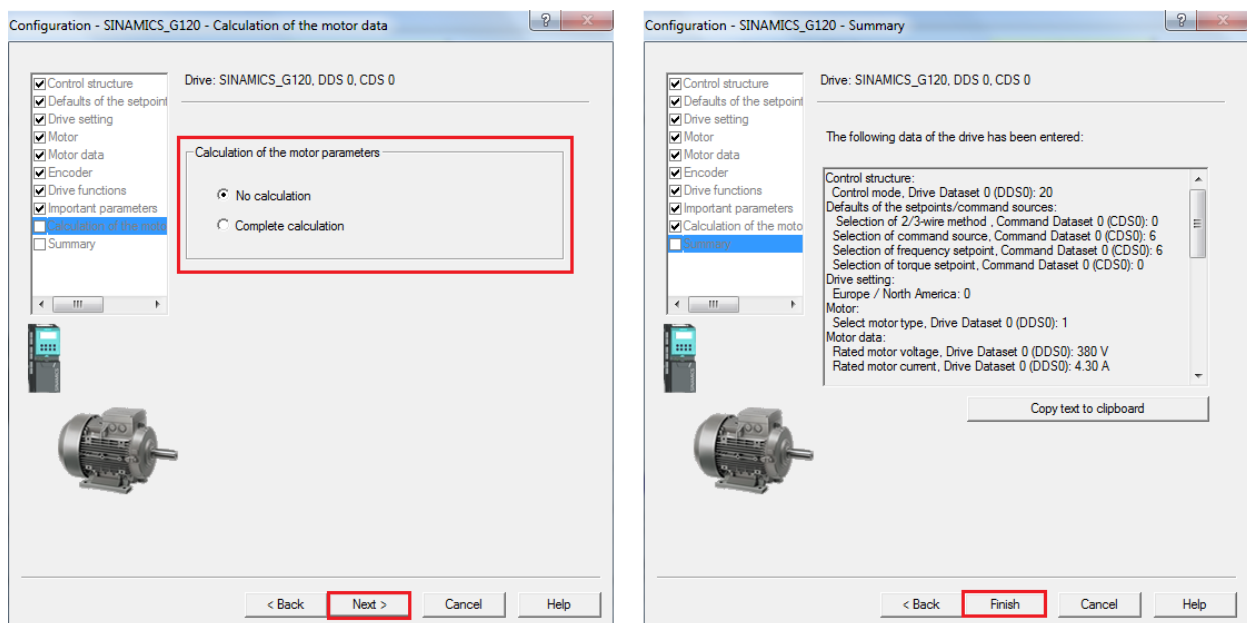 Configuration - SINAMICS_G120 - Calculation of the motor data
Control structure
Defaults of the setpoint
Drive setting
Motor
Motor data
Encoder
Drive functions
Important parameters
Calculation of the moto
Summary
Drive: SINAMICS_G120, DDS 0, CDS 0
Calculation of the motor parameters
No calculation
Complete calculation
< Back
Next >
Cancel
Help
Configuration - SINAMICS_G120 - Summary
Control structure
Defaults of the setpoint
Drive setting
Motor
Motor data
Encoder
Drive functions
Important parameters
Calculation of the moto
Summary
Drive: SINAMICS_G120, DDS 0, CDS 0
The following data of the drive has been entered:
Control structure:
Control mode, Drive Dataset 0 (DDS0): 20
Defaults of the setpoints/command sources:
Selection of 2/3-wire method , Command Dataset 0 (CDS0): 0
Selection of command source, Command Dataset 0 (CDS0): 6
Selection of frequency setpoint, Command Dataset 0 (CDS0): 6
Selection of torque setpoint, Command Dataset 0 (CDS0): 0
Drive setting:
Europe / North America: 0
Motor:
Select motor type, Drive Dataset 0 (DDS0): 1
Motor data:
Rated motor voltage, Drive Dataset 0 (DDS0): 380 V
Rated motor current, Drive Dataset 0 (DDS0): 4.30 A
Copy text to clipboard
< Back
Finish
Cancel
Help